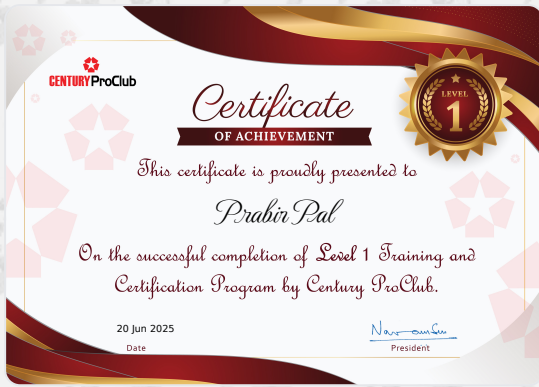 CENTURY ProClub
Certificate
OF ACHIEVEMENT
LEVEL
1
This certificate is proudly presented to
Prabir Pal
On the successful completion of Level 1 Training and
Certification Program by Century ProClub.
20 Jun 2025
Date
President